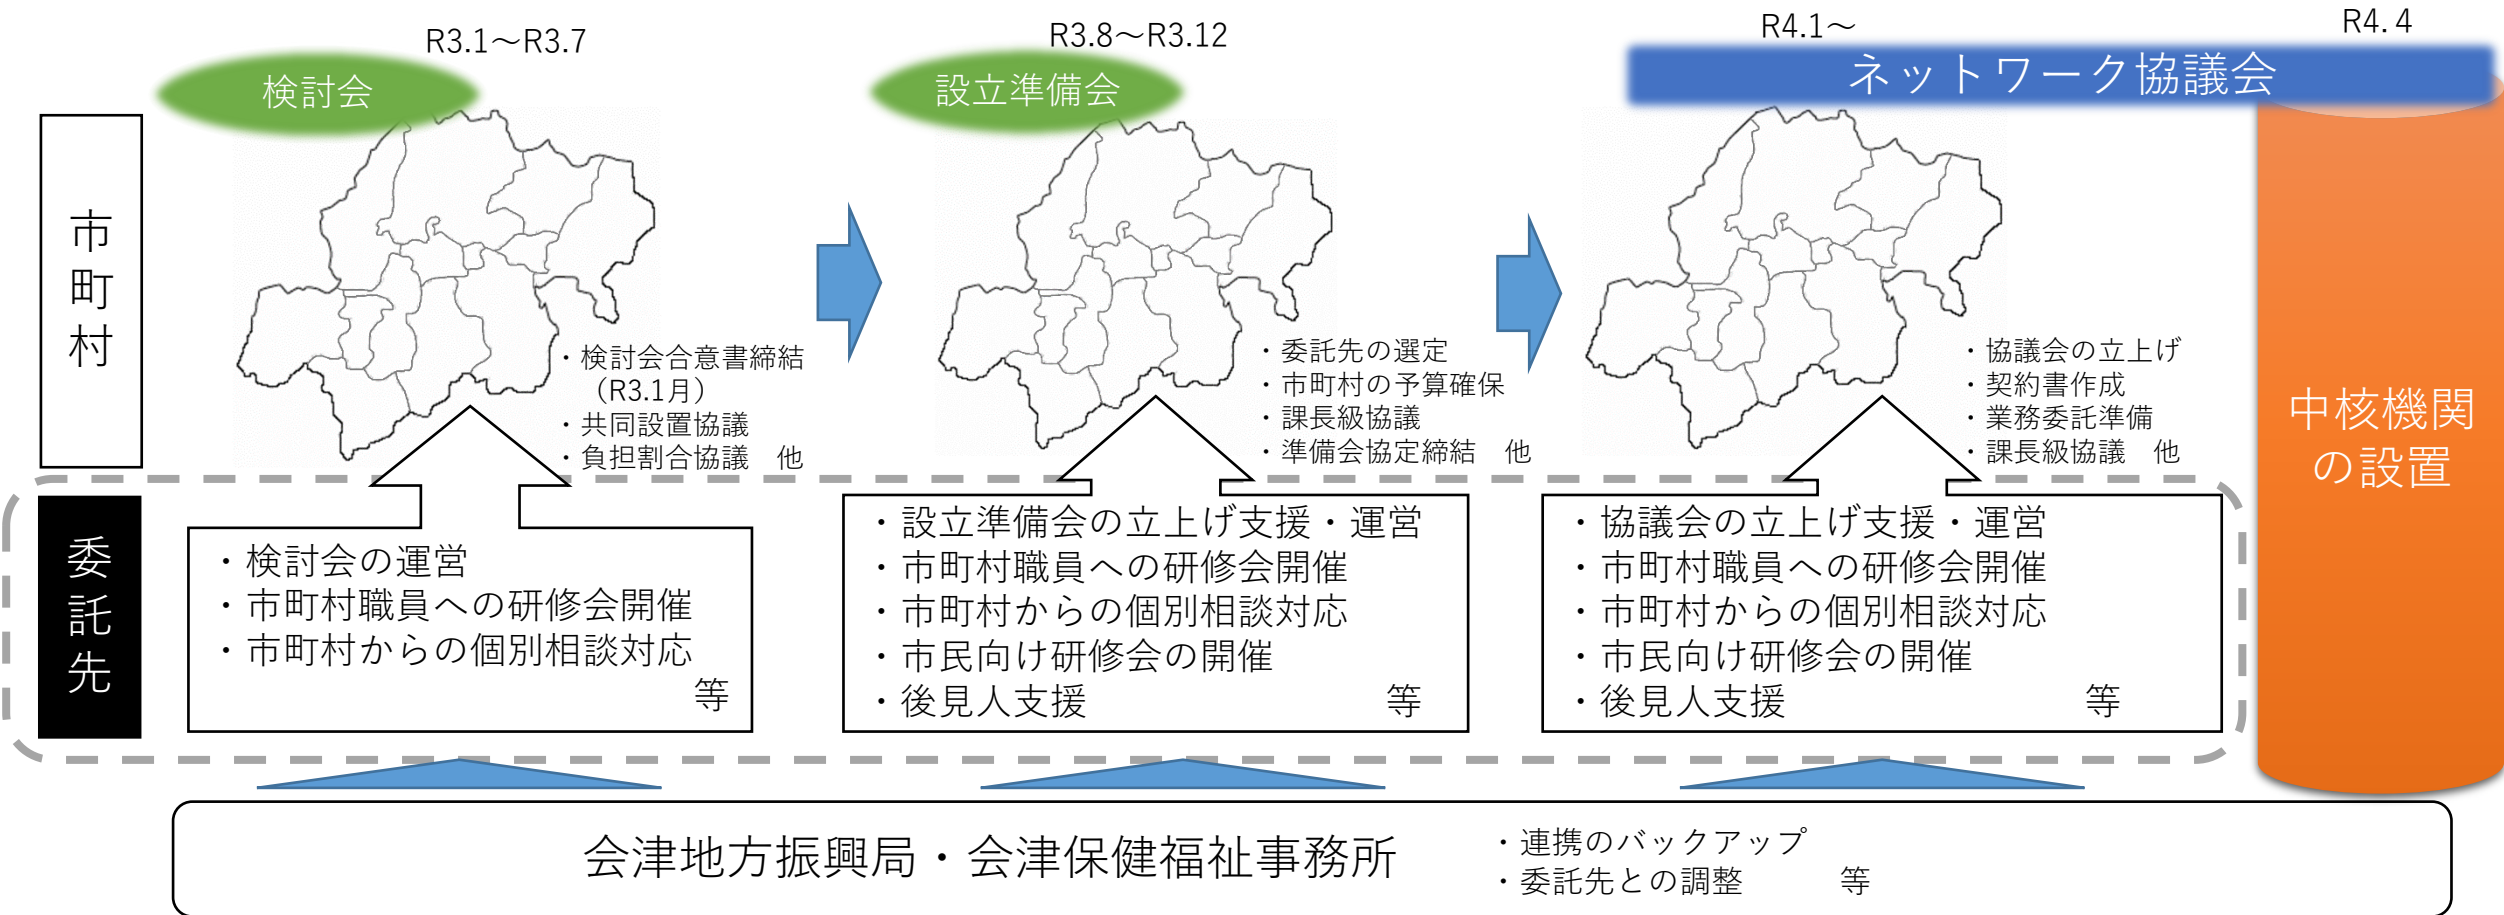 R3.1～R3.7
検討会
R3.8～R3.12
設立準備会
R4.1～
R4.4
ネットワーク協議会
市町村
・検討会合意書締結
（R3.1月）
・共同設置協議
・負担割合協議　他
・委託先の選定
・市町村の予算確保
・課長級協議
・準備会協定締結　他
・協議会の立上げ
・契約書作成
・業務委託準備
・課長級協議　他
中核機関
の設置
委託先
・検討会の運営
・市町村職員への研修会開催
・市町村からの個別相談対応
等
・設立準備会の立上げ支援・運営
・市町村職員への研修会開催
・市町村からの個別相談対応
・市民向け研修会の開催
・後見人支援　等
・協議会の立上げ支援・運営
・市町村職員への研修会開催
・市町村からの個別相談対応
・市民向け研修会の開催
・後見人支援　等
会津地方振興局・会津保健福祉事務所
・連携のバックアップ
・委託先との調整　等